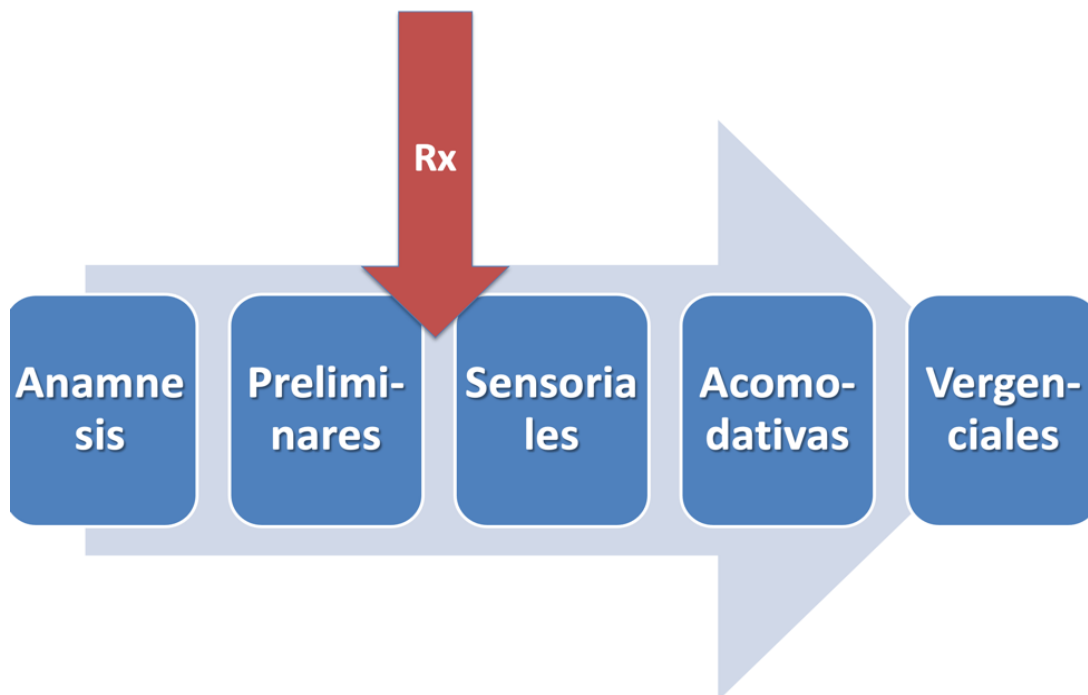 Rx
Anamne
sis
Prelimi-
nares
Sensoria
les
Acomo-
dativas
Vergen-
ciales